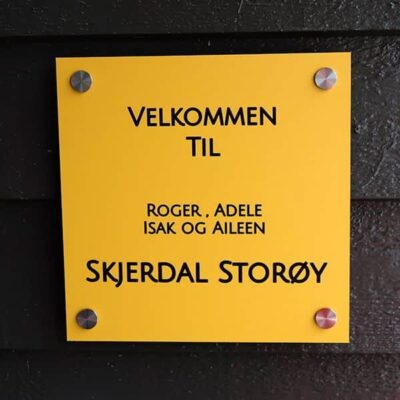 Velkommen
Til
Roger , Adele
Isak og Aileen
Skjerdal Storøy